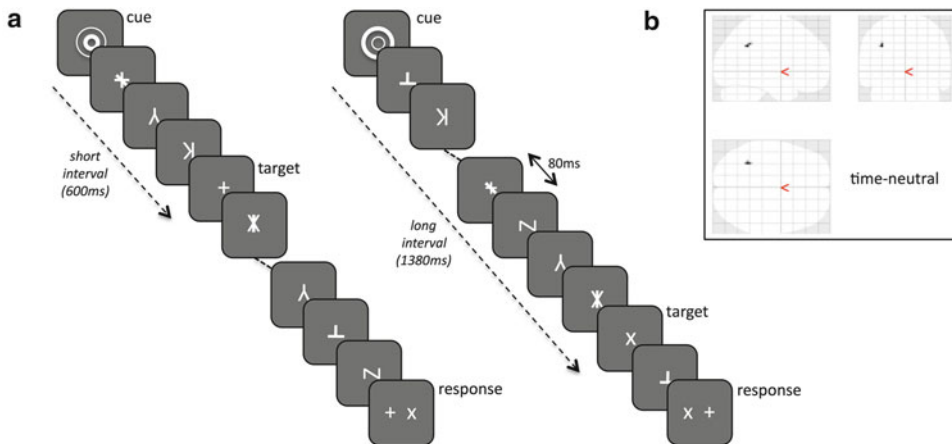 a
cue
K
short
interval
(600ms)
+
target
+ x
response
cue
K
80ms
long
interval
(1380ms)
target
x
x +
response
b
<
<
<
time-neutral